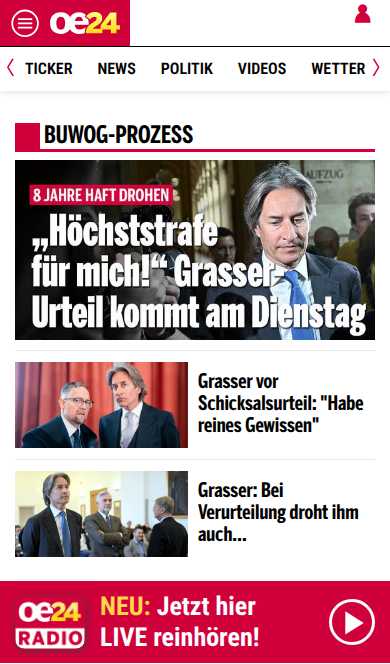 oe24
TICKER NEWS POLITIK VIDEOS WETTER
BUWOG-PROZESS
AUFZUG
8 JAHRE HAFT DROHEN
„Höchststrafe
für mich!“ Grasser-
Urteil kommt am Dienstag
Grasser vor
Schicksalsurteil: "Habe
reines Gewissen"
Grasser: Bei
Verurteilung droht ihm
auch...
oe24
RADIO
NEU: Jetzt hier
LIVE reinhören!